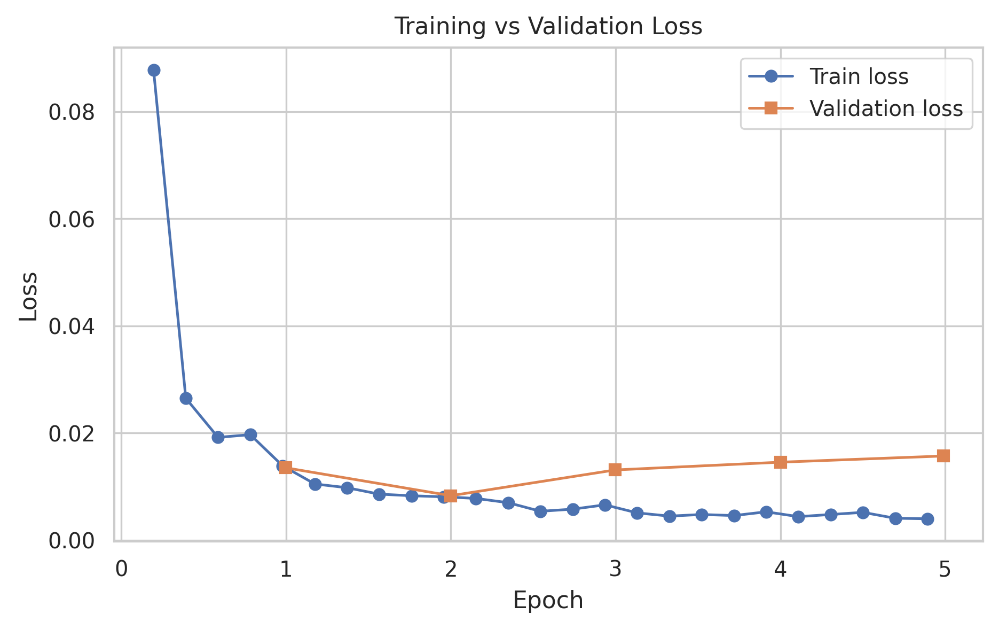 Training vs Validation Loss
Train loss
Validation loss
0.08
0.06
0.04
0.02
0.00
Loss
0 1 2 3 4 5
Epoch